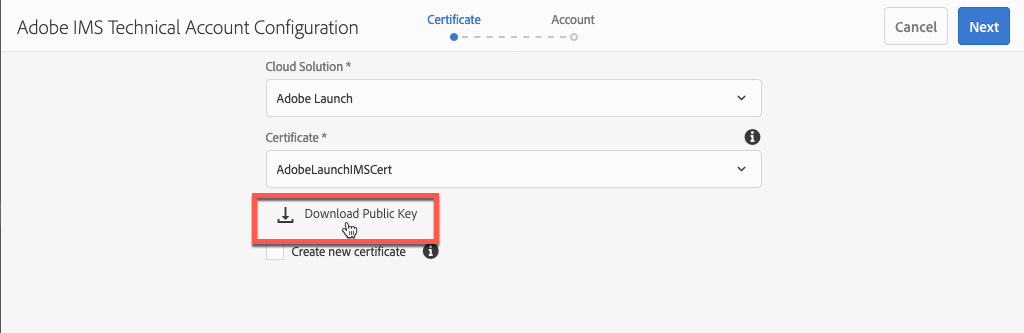 Adobe IMS Technical Account Configuration
Certificate
Account
Cancel
Next
Cloud Solution *
Adobe Launch
Certificate *
AdobeLaunchIMSCert
Download Public Key
Create new certificate